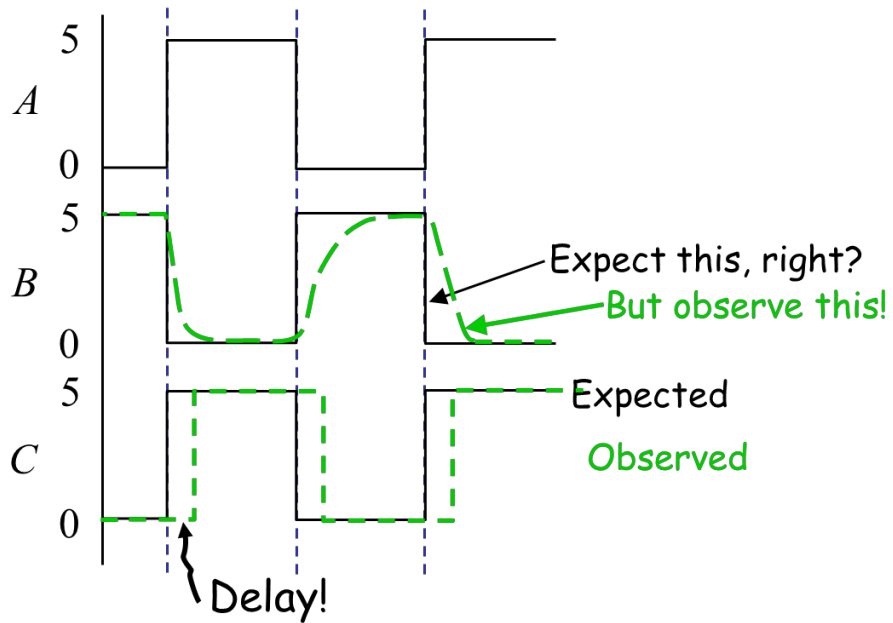 5
A
0
5
Expect this, right?
B
But observe this!
0
5
Expected
C
Observed
0
Delay!